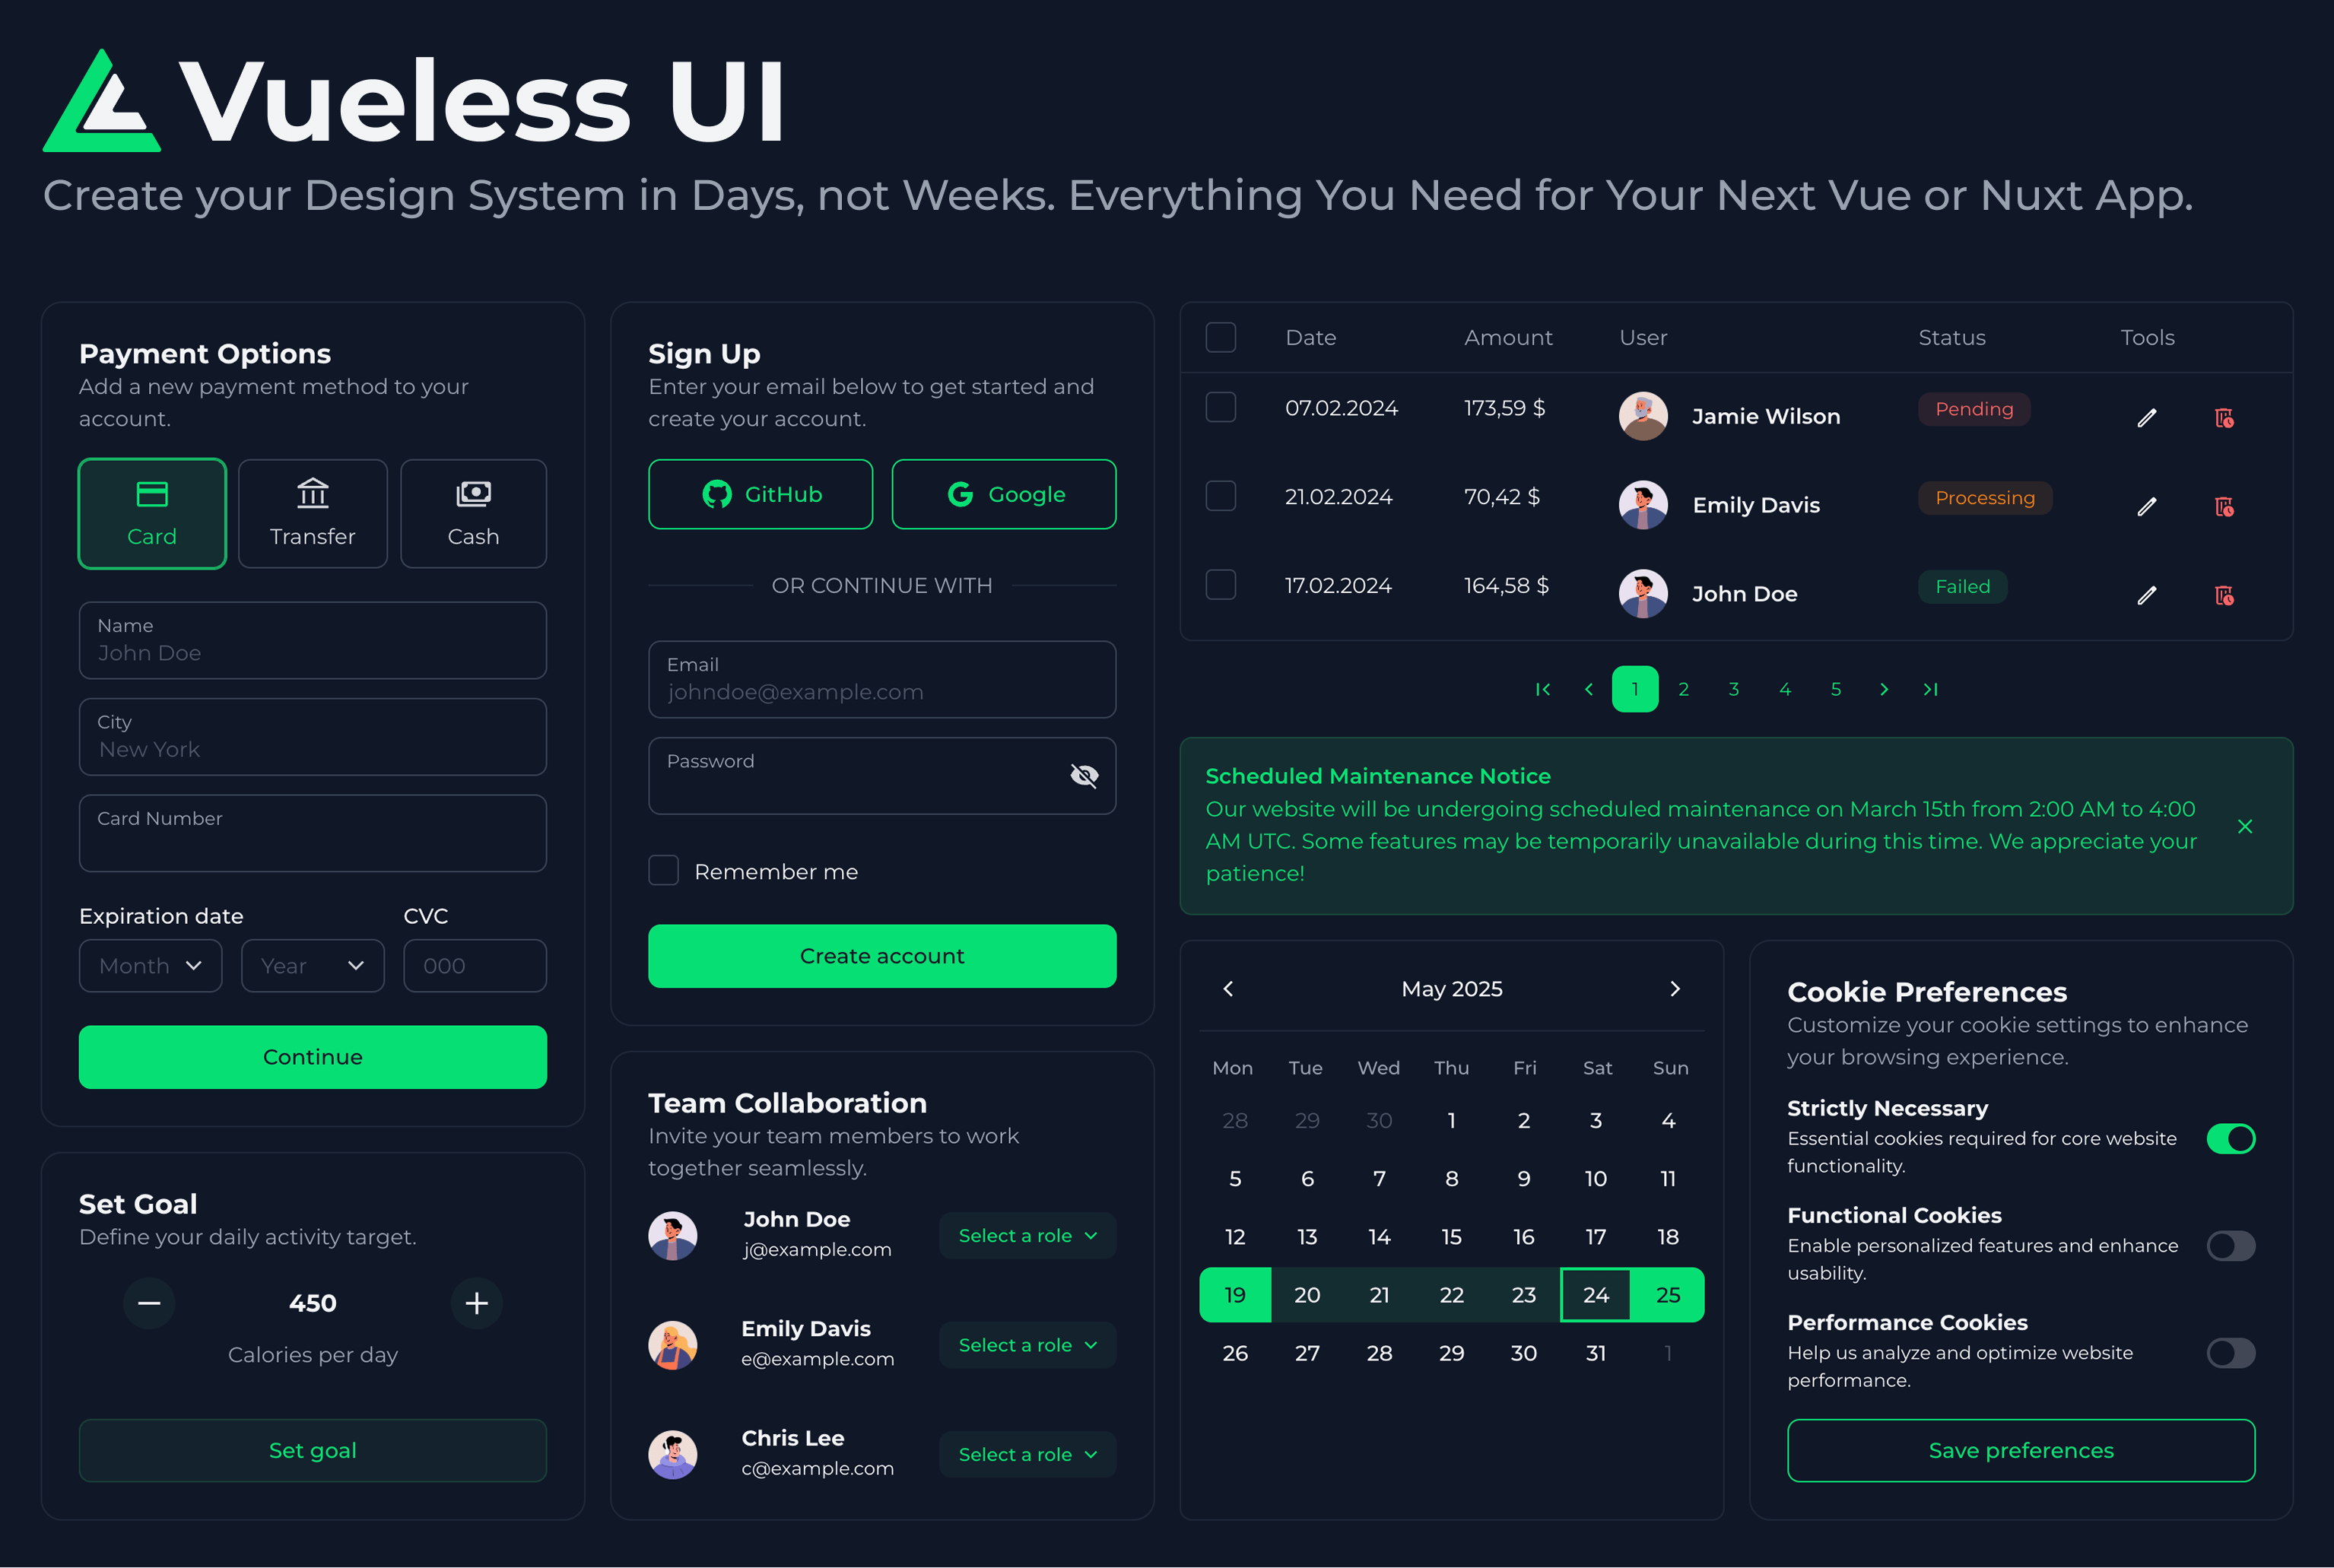 Vueless UI
Create your Design System in Days, not Weeks. Everything You Need for Your Next Vue or Nuxt App.
Payment Options
Add a new payment method to your
account.
Card
Transfer
Cash
Name
John Doe
City
New York
Card Number
Expiration date
CVC
Month
Year
000
Continue
Set Goal
Define your daily activity target.
450
Calories per day
Set goal
Sign Up
Enter your email below to get started and
create your account.
GitHub
Google
OR CONTINUE WITH
Email
johndoe@example.com
Password
Remember me
Create account
Team Collaboration
Invite your team members to work
together seamlessly.
John Doe
j@example.com
Select a role
Emily Davis
e@example.com
Select a role
Chris Lee
c@example.com
Select a role
Date Amount User Status Tools
07.02.2024 173,59 $ Jamie Wilson Pending
21.02.2024 70,42 $ Emily Davis Processing
17.02.2024 164,58 $ John Doe Failed
1 2 3 4 5
Scheduled Maintenance Notice
Our website will be undergoing scheduled maintenance on March 15th from 2:00 AM to 4:00
AM UTC. Some features may be temporarily unavailable during this time. We appreciate your
patience!
May 2025
Mon Tue Wed Thu Fri Sat Sun
28 29 30 1 2 3 4
5 6 7 8 9 10 11
12 13 14 15 16 17 18
19 20 21 22 23 24 25
26 27 28 29 30 31 1
Cookie Preferences
Customize your cookie settings to enhance
your browsing experience.
Strictly Necessary
Essential cookies required for core website
functionality.
Functional Cookies
Enable personalized features and enhance
usability.
Performance Cookies
Help us analyze and optimize website
performance.
Save preferences